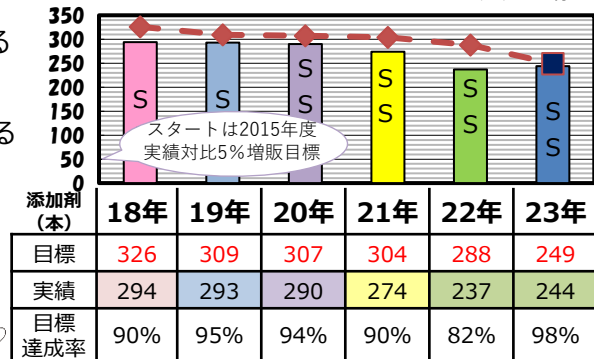 る
る
350
300
250
200
150
100
50
0
S
S
S
S
S
S
S
S
S
S
スタートは2015年度
実績対比5%増販目標
添加剤
(本)
18年 19年 20年 21年 22年 23年
目標 326 309 307 304 288 249
実績 294 293 290 274 237 244
目標
達成率 90% 95% 94% 90% 82% 98%